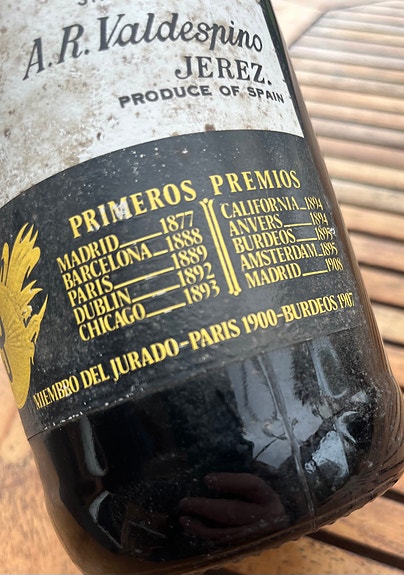 A.R. Valdespino
JEREZ.
PRODUCE OF SPAIN
PRIMEROS PREMIOS
MADRID 1877
BARCELONA 1888
PARIS 1889
DUBLIN 1892
CHICAGO 1893
CALIFORNIA 1894
ANVERS 1894
BURDEOS 1895
AMSTERDAM 1895
MADRID 1908
MIEMBRO DEL JURADO-PARIS 1900-BURDEOS 1907